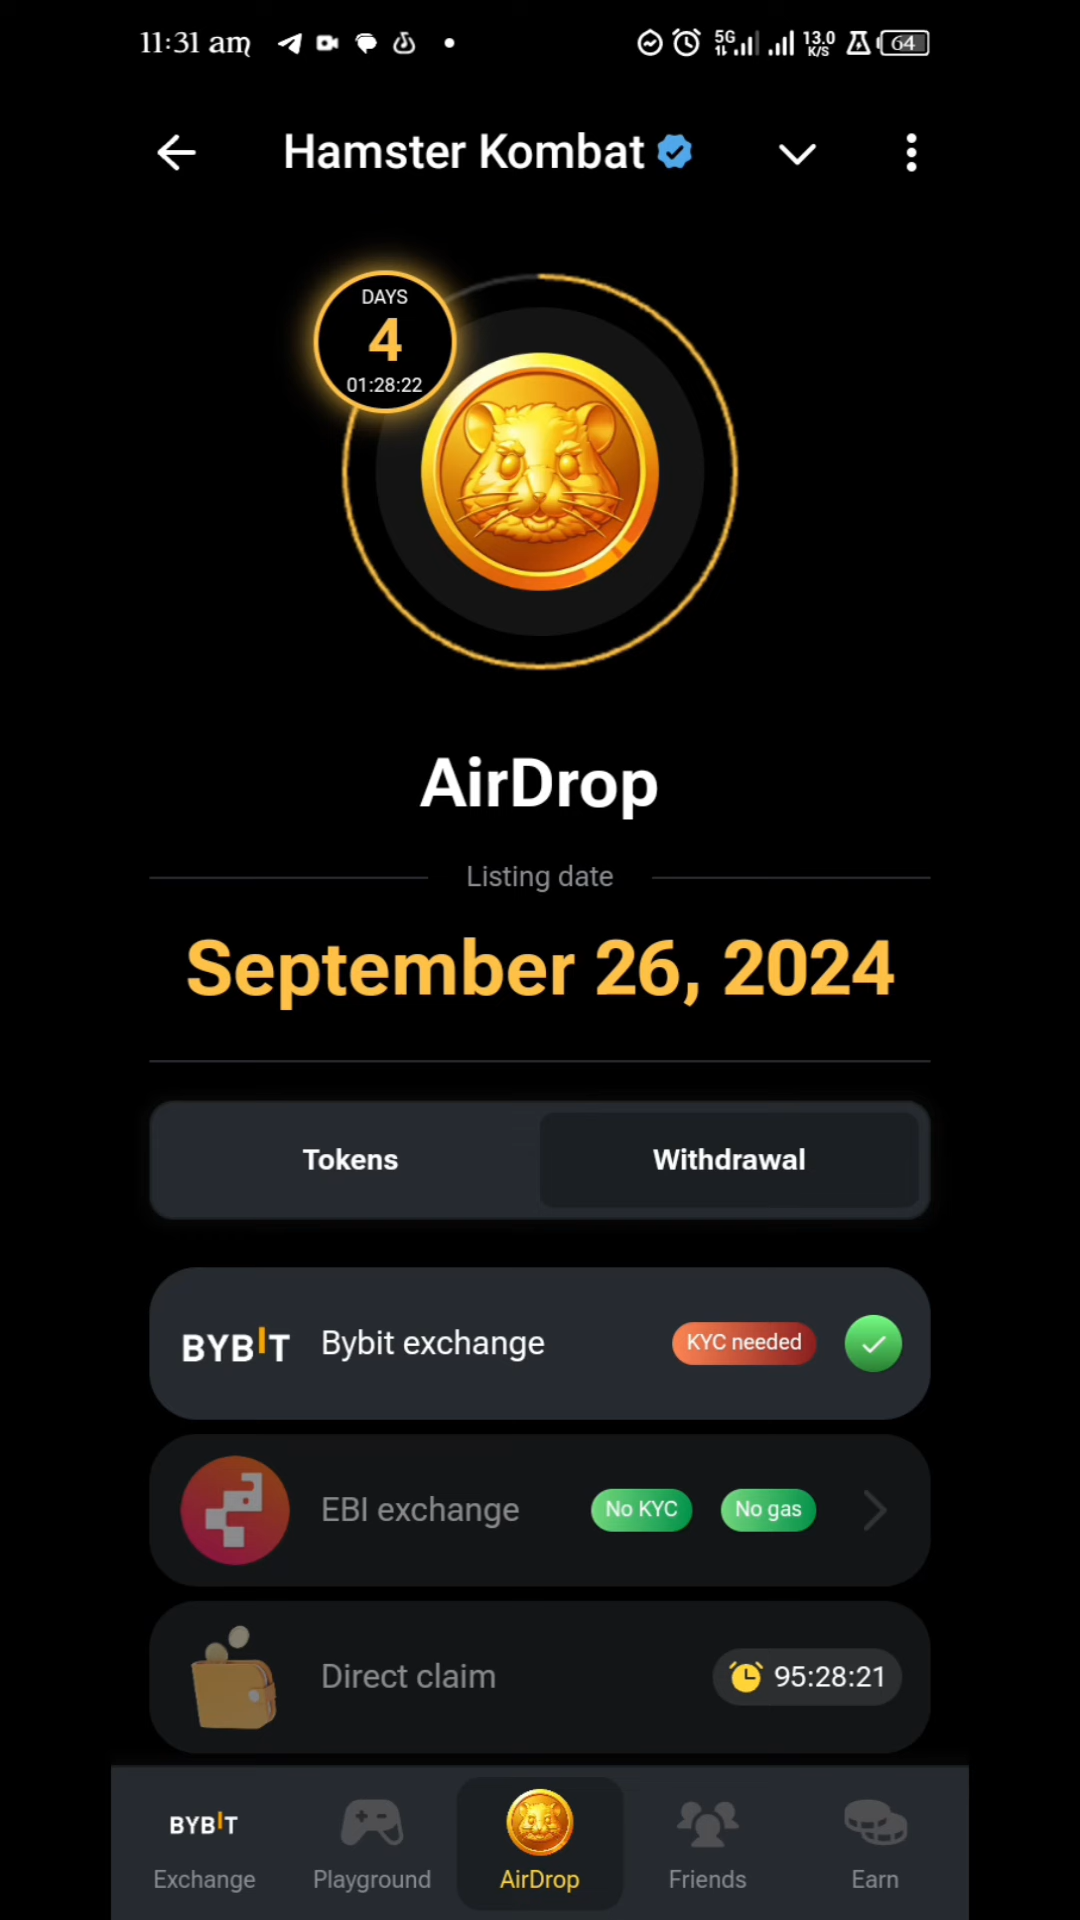 11:31 am 5G 13.0 K/S 64
Hamster Kombat
DAYS
4
01:28:22
AirDrop
Listing date
September 26, 2024
Tokens Withdrawal
BYBIT Bybit exchange KYC needed
EBI exchange No KYC No gas
Direct claim 95:28:21
BYBIT
Exchange Playground AirDrop Friends Earn